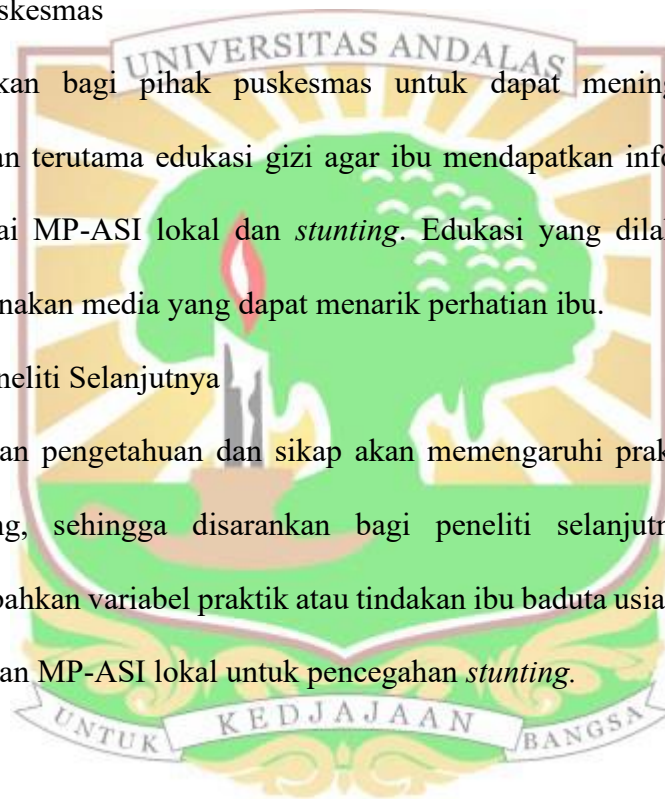 uskesmas
UNIVERSITAS ANDALAS
kan bagi pihak puskesmas untuk dapat mening
an terutama edukasi gizi agar ibu mendapatkan info
ai MP-ASI lokal dan stunting. Edukasi yang dila
nakan media yang dapat menarik perhatian ibu.
neliti Selanjutnya
an pengetahuan dan sikap akan memengaruhi prak
ng, sehingga disarankan bagi peneliti selanjutn
bahkan variabel praktik atau tindakan ibu baduta usia
an MP-ASI lokal untuk pencegahan stunting.
UNTUK KEDJAJAAN BANGSA